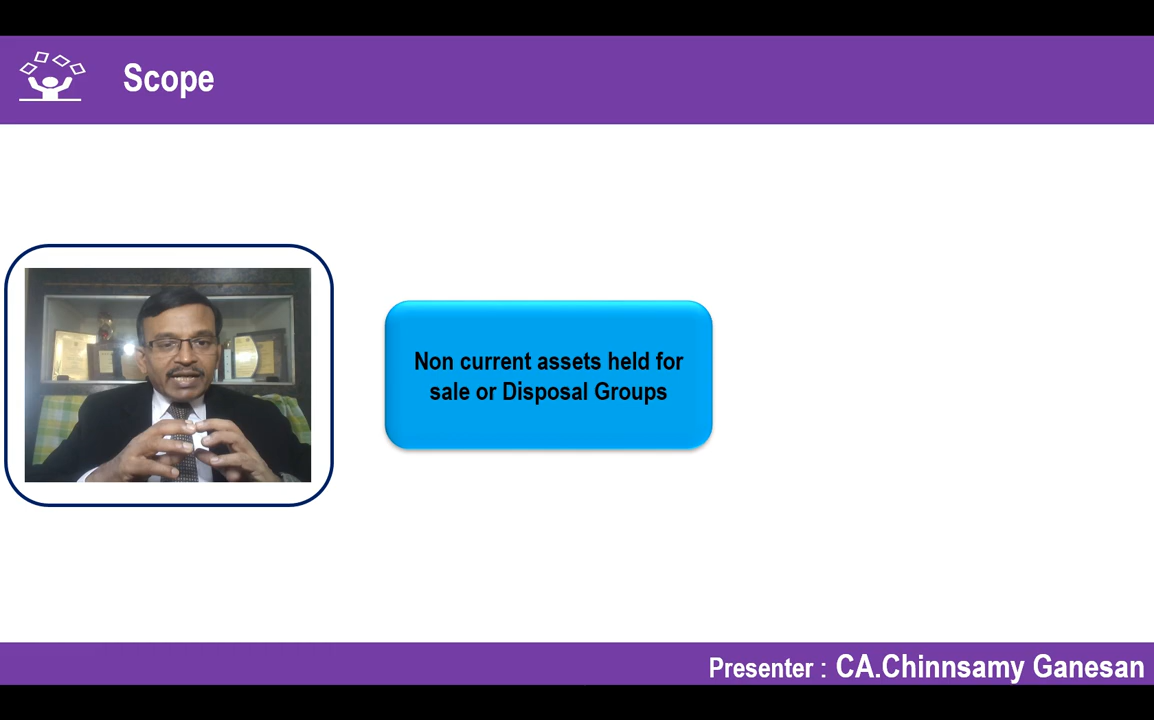 Scope
Non current assets held for
sale or Disposal Groups
Presenter : CA.Chinnsamy Ganesan